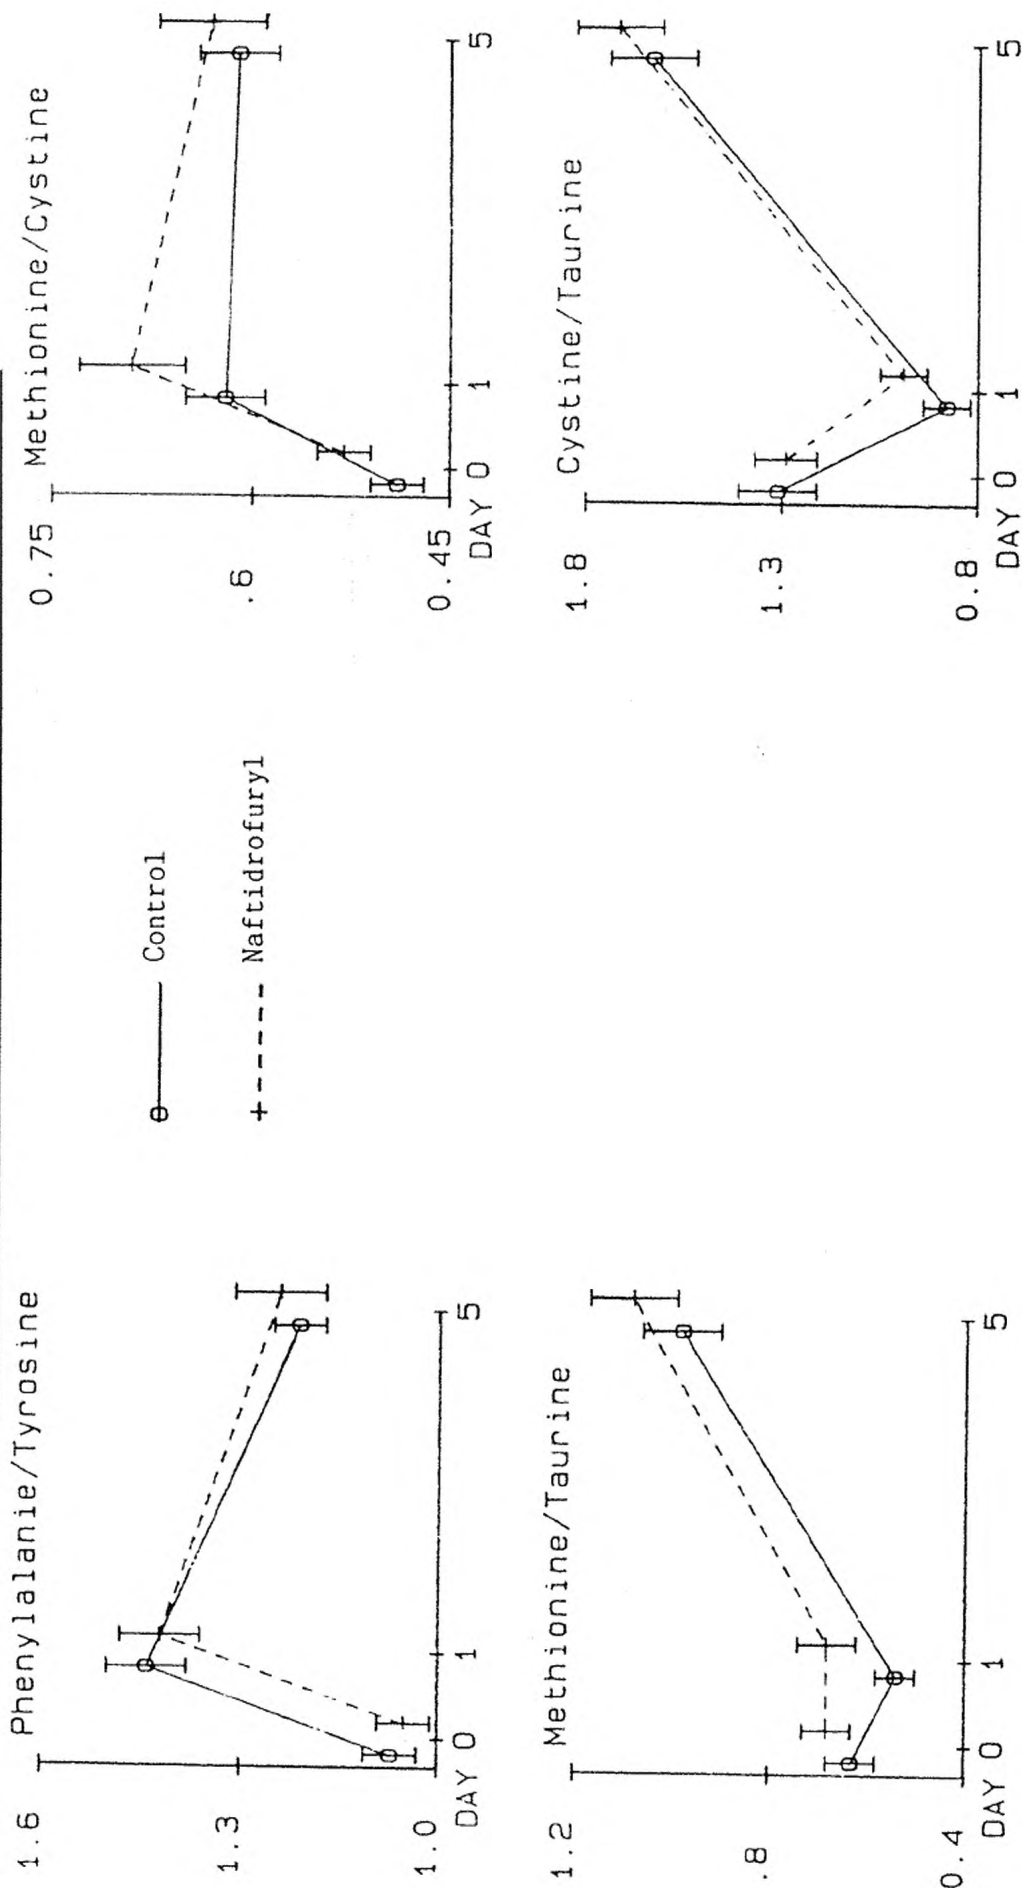 Phenylalanie/Tyrosine
1.6
1.3
1.0
DAY 0 1 5
Methionine/Cystine
0.75
.6
0.45
DAY 0 1 5
Control
Naftidrofuryl
Methionine/Taurine
1.2
.8
0.4
DAY 0 1 5
Cystine/Taurine
1.8
1.3
0.8
DAY 0 1 5